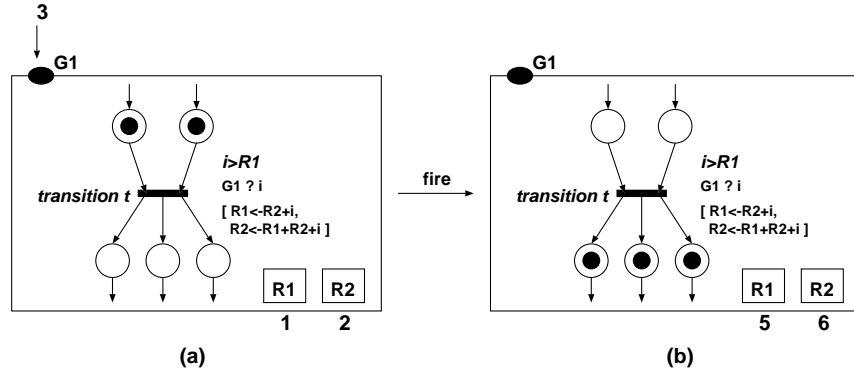 3
G1
i>R1
G1 ? i
transition t
[ R1<-R2+i,
R2<-R1+R2+i ]
R1
R2
1
2
(a)
fire
G1
i>R1
G1 ? i
transition t
[ R1<-R2+i,
R2<-R1+R2+i ]
R1
R2
5
6
(b)